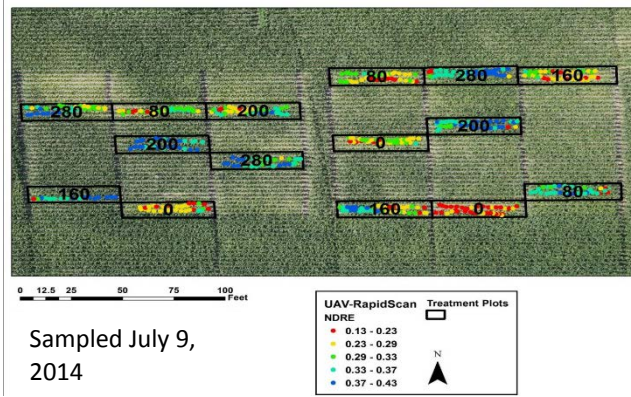 80 280 160
280 80 200
200 0 200
280
160 0 160 0 80
0 12.5 25 50 75 100
Feet
Sampled July 9,
2014
UAV-RapidScan Treatment Plots
NDRE
0.13 - 0.23
0.23 - 0.29
0.29 - 0.33
0.33 - 0.37
0.37 - 0.43
N